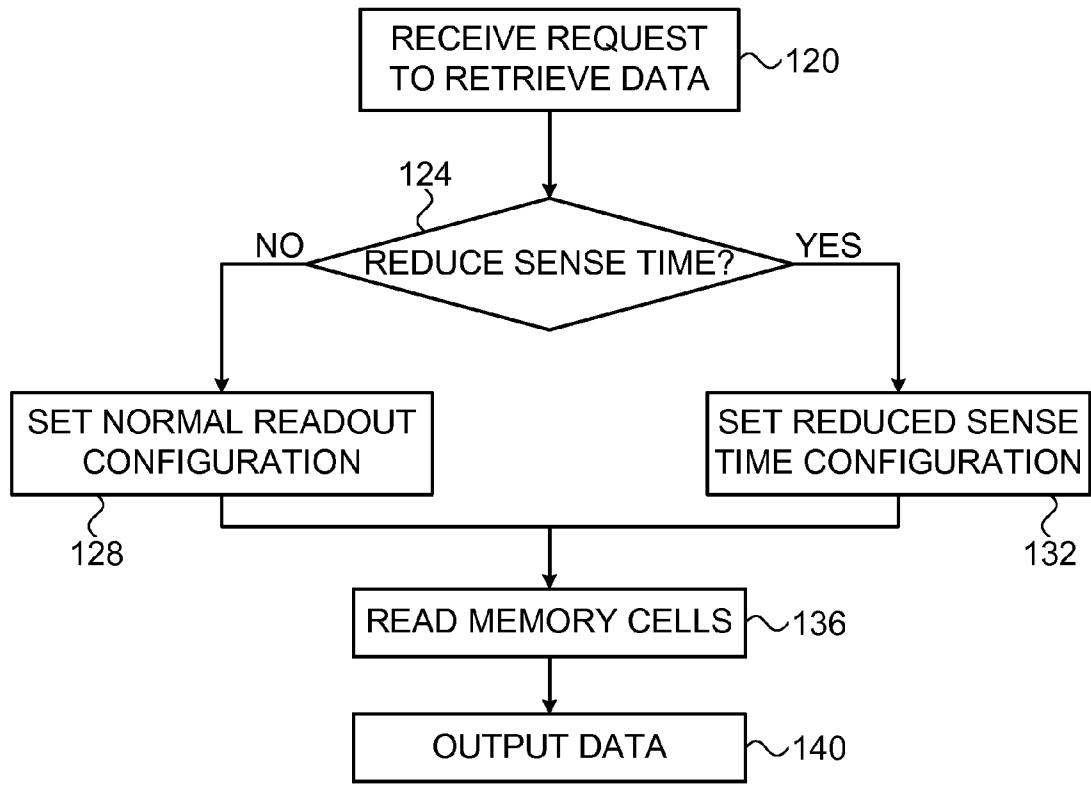 RECEIVE REQUEST
TO RETRIEVE DATA
120
124
NO
REDUCE SENSE TIME?
YES
SET NORMAL READOUT
CONFIGURATION
128
SET REDUCED SENSE
TIME CONFIGURATION
132
READ MEMORY CELLS
136
OUTPUT DATA
140